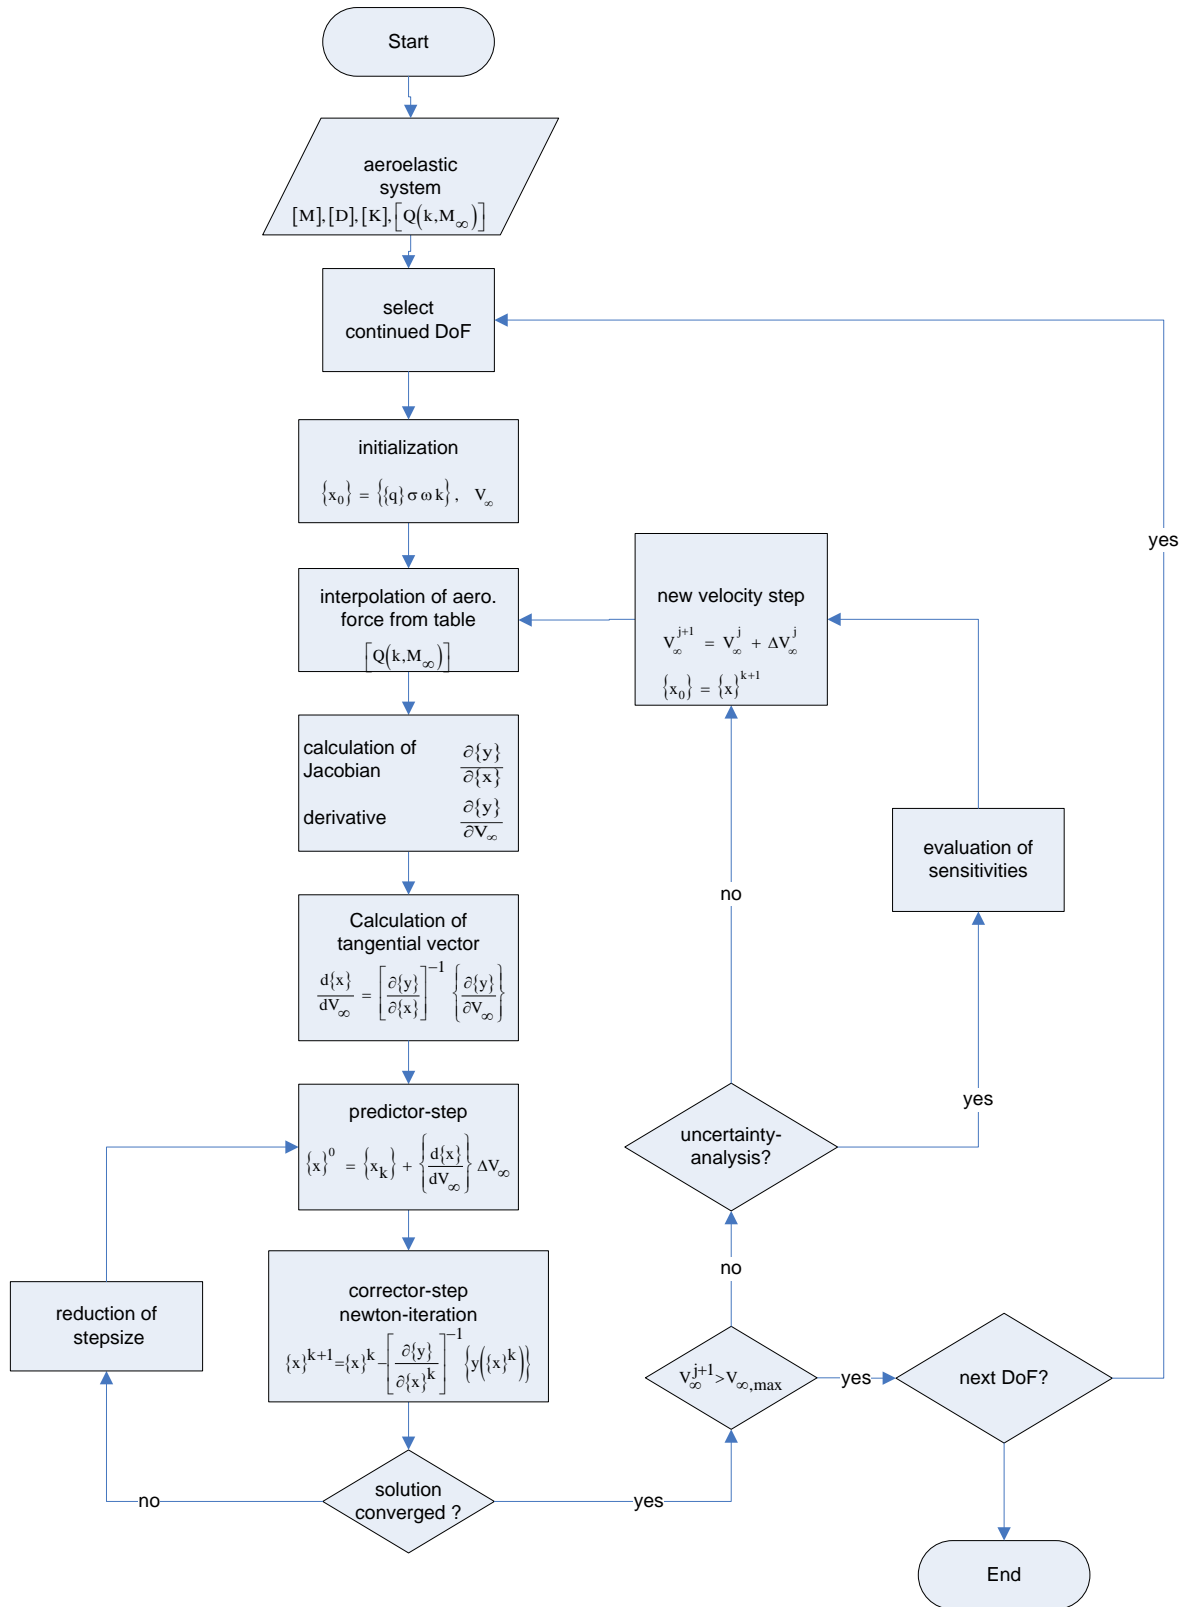 Start
aeroelastic
system
[M],[D],[K],[Q(k,M∞)]
select
continued DoF
initialization
{x₀} = {{q} σ ω k} , V∞
interpolation of aero.
force from table
[Q(k,M∞)]
calculation of
Jacobian ∂{y}/∂{x}
derivative ∂{y}/∂V∞
Calculation of
tangential vector
d{x}/dV∞ = [∂{y}/∂{x}]⁻¹ {∂{y}/∂V∞}
predictor-step
{x}⁰ = {x_k} + {d{x}/dV∞} ΔV∞
corrector-step
newton-iteration
{x}^k+1={x}^k−[∂{y}/∂{x}^k]⁻¹{y({x}^k)}
solution
converged ?
no
reduction of
stepsize
yes
V∞^j+1>V∞,max
no
uncertainty-
analysis?
no
yes
evaluation of
sensitivities
new velocity step
V∞^j+1 = V∞^j + ΔV∞^j
{x₀} = {x}^k+1
yes
next DoF?
yes
End